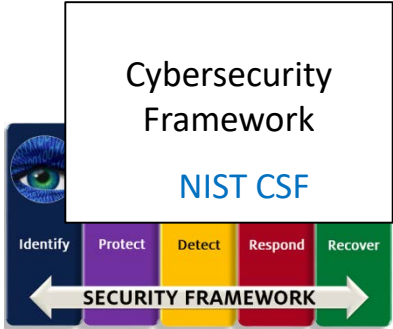 Cybersecurity
Framework
NIST CSF
Identify Protect Detect Respond Recover
SECURITY FRAMEWORK